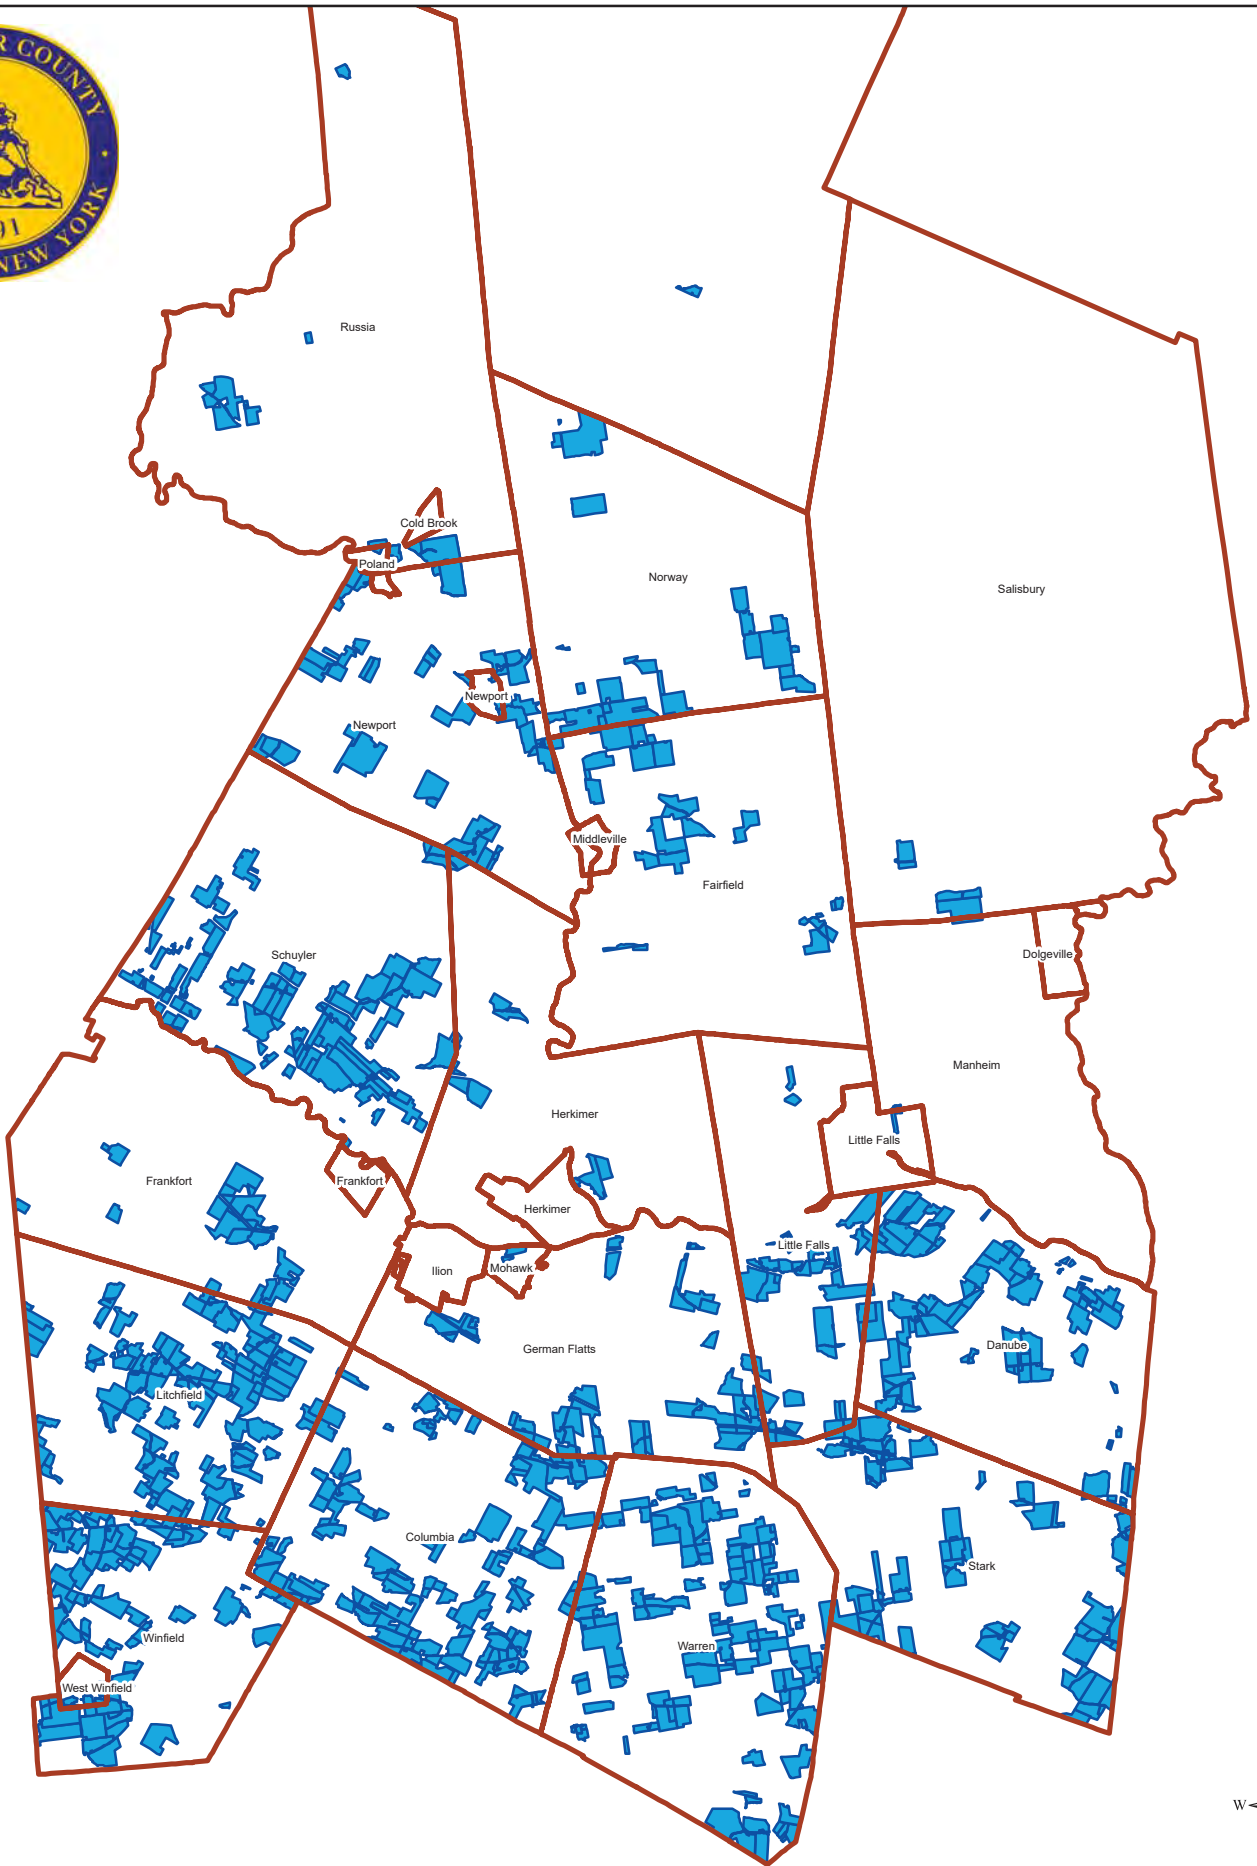 R COUNTY
91
NEW YORK
Russia
Cold Brook
Poland
Norway
Salisbury
Newport
Newport
Middleville
Fairfield
Schuyler
Dolgeville
Manheim
Herkimer
Little Falls
Frankfort
Frankfort
Herkimer
Little Falls
Ilion
Mohawk
German Flatts
Danube
Litchfield
Columbia
Stark
Winfield
Warren
West Winfield
W